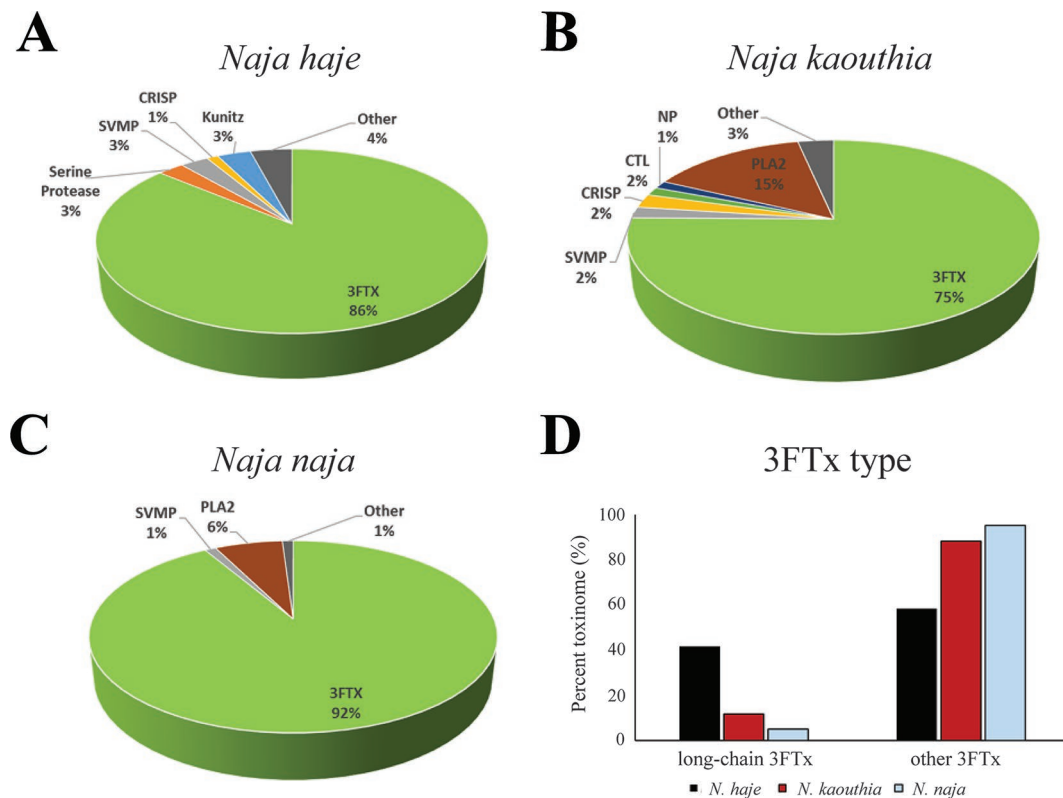 A
Naja haje
CRISP
1%
Kunitz
3%
SVMP
3%
Other
4%
Serine
Protease
3%
3FTX
86%
B
Naja kaouthia
NP
1%
Other
3%
CTL
2%
PLA2
15%
CRISP
2%
SVMP
2%
3FTX
75%
C
Naja naja
SVMP
1%
PLA2
6%
Other
1%
3FTX
92%
D
3FTx type
Percent toxinome (%)
100
80
60
40
20
0
long-chain 3FTx
other 3FTx
N. haje
N. kaouthia
N. naja